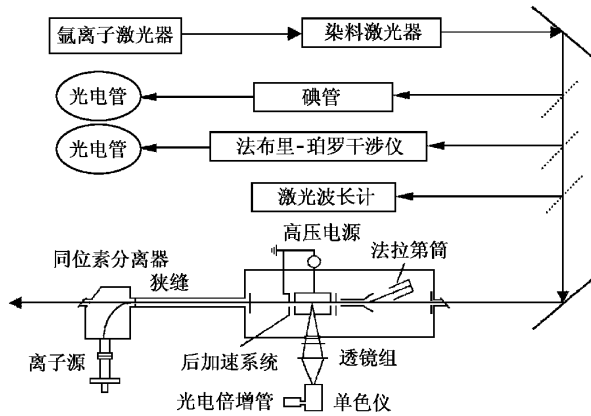 氩离子激光器
染料激光器
光电管
碘管
光电管
法布里-珀罗干涉仪
激光波长计
高压电源
法拉第筒
同位素分离器
狭缝
离子源
后加速系统
透镜组
光电倍增管
单色仪